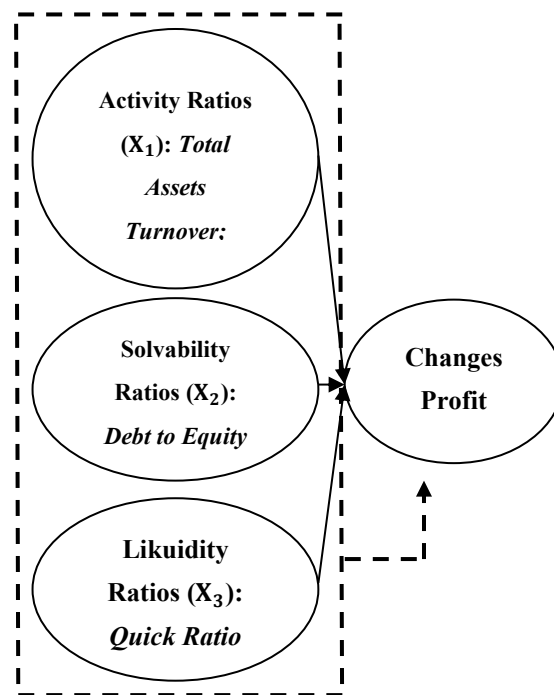 Activity Ratios
(X₁): Total
Assets
Turnover;
Solvability
Ratios (X₂):
Debt to Equity
Likuidity
Ratios (X₃):
Quick Ratio
Changes
Profit